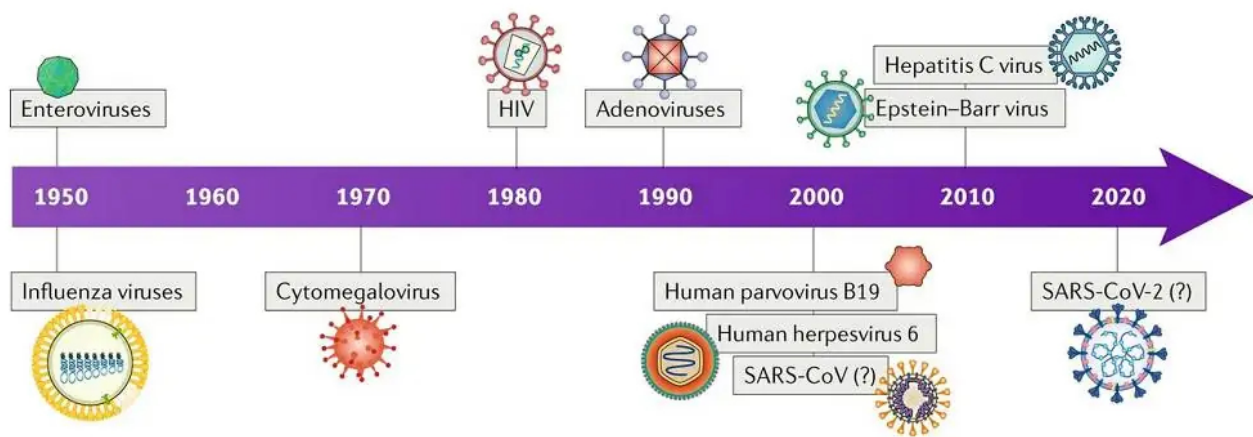 Enteroviruses
HIV
Adenoviruses
Hepatitis C virus
Epstein–Barr virus
1950 1960 1970 1980 1990 2000 2010 2020
Influenza viruses
Cytomegalovirus
Human parvovirus B19
Human herpesvirus 6
SARS-CoV (?)
SARS-CoV-2 (?)